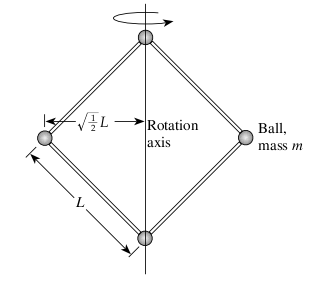 √½ L
Rotation
axis
Ball,
mass m
L